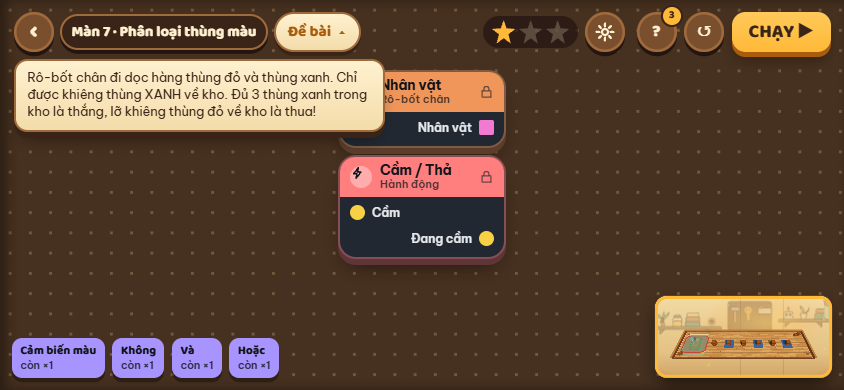 Màn 7 · Phân loại thùng màu
Đề bài
3
?
CHẠY
Rô-bốt chân đi dọc hàng thùng đỏ và thùng xanh. Chỉ
được khiêng thùng XANH về kho. Đủ 3 thùng xanh trong
kho là thắng, lỡ khiêng thùng đỏ về kho là thua!
Nhân vật
Rô-bốt chân
Nhân vật
Cầm / Thả
Hành động
Cầm
Đang cầm
Cảm biến màu
còn ×1
Không
còn ×1
Và
còn ×1
Hoặc
còn ×1